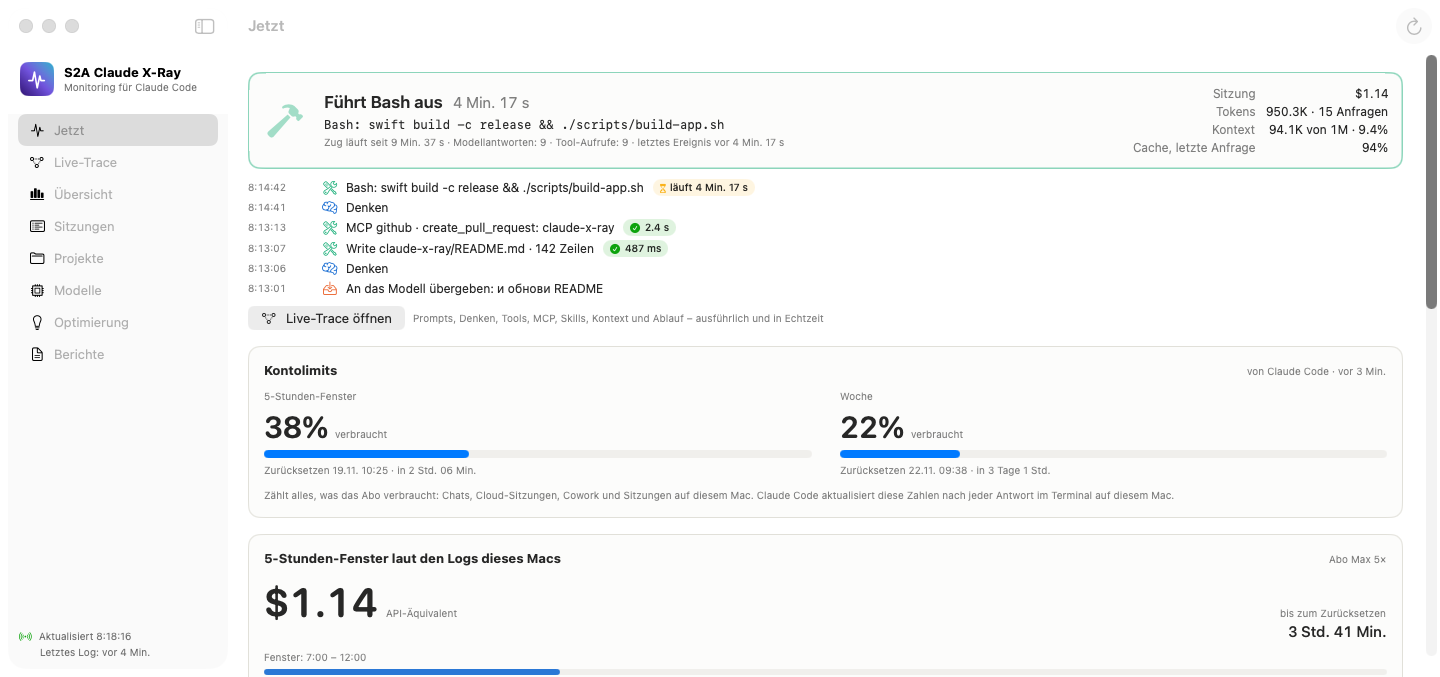 Jetzt
S2A Claude X-Ray
Monitoring für Claude Code
Jetzt
Live-Trace
Übersicht
Sitzungen
Projekte
Modelle
Optimierung
Berichte
Aktualisiert 8:18:16
Letztes Log: vor 4 Min.
Führt Bash aus 4 Min. 17 s
Bash: swift build -c release && ./scripts/build-app.sh
Zug läuft seit 9 Min. 37 s · Modellantworten: 9 · Tool-Aufrufe: 9 · letztes Ereignis vor 4 Min. 17 s
Sitzung $1.14
Tokens 950.3K · 15 Anfragen
Kontext 94.1K von 1M · 9.4%
Cache, letzte Anfrage 94%
8:14:42 Bash: swift build -c release && ./scripts/build-app.sh läuft 4 Min. 17 s
8:14:41 Denken
8:13:13 MCP github · create_pull_request: claude-x-ray 2.4 s
8:13:07 Write claude-x-ray/README.md · 142 Zeilen 487 ms
8:13:06 Denken
8:13:01 An das Modell übergeben: и обнови README
Live-Trace öffnen Prompts, Denken, Tools, MCP, Skills, Kontext und Ablauf – ausführlich und in Echtzeit
Kontolimits von Claude Code · vor 3 Min.
5-Stunden-Fenster
38% verbraucht
Zurücksetzen 19.11. 10:25 · in 2 Std. 06 Min.
Woche
22% verbraucht
Zurücksetzen 22.11. 09:38 · in 3 Tage 1 Std.
Zählt alles, was das Abo verbraucht: Chats, Cloud-Sitzungen, Cowork und Sitzungen auf diesem Mac. Claude Code aktualisiert diese Zahlen nach jeder Antwort im Terminal auf diesem Mac.
5-Stunden-Fenster laut den Logs dieses Macs Abo Max 5×
$1.14 API-Äquivalent
bis zum Zurücksetzen
3 Std. 41 Min.
Fenster: 7:00 – 12:00